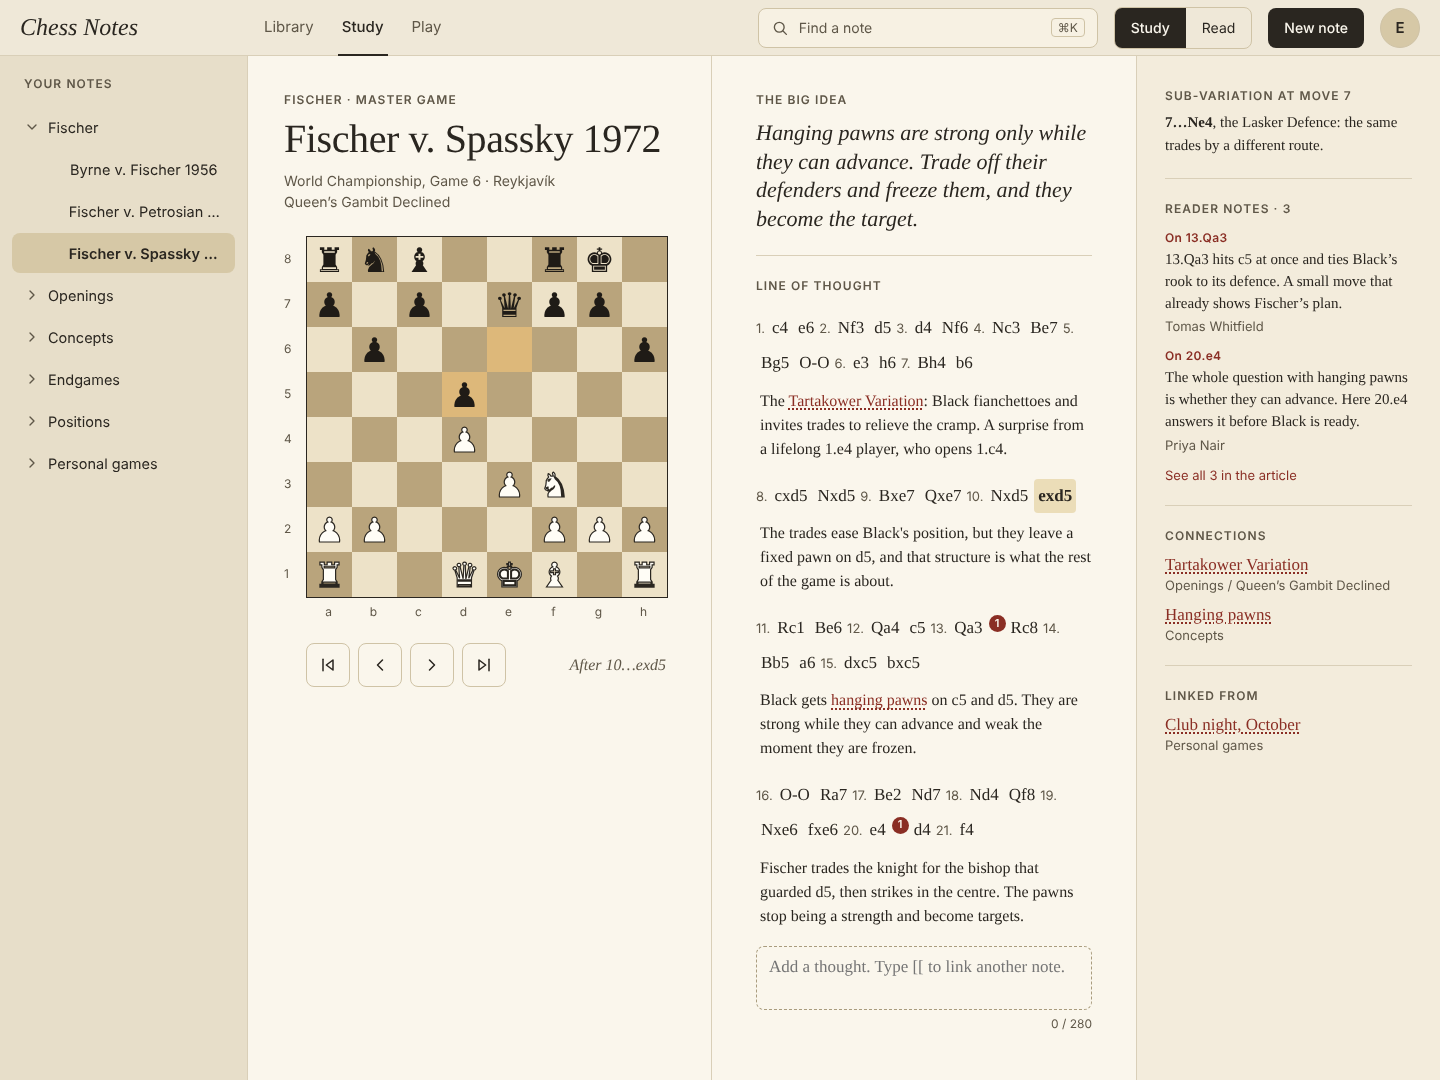 Chess Notes
Library
Study
Play
Find a note
⌘K
Study
Read
New note
E
YOUR NOTES
Fischer
Byrne v. Fischer 1956
Fischer v. Petrosian ...
Fischer v. Spassky ...
Openings
Concepts
Endgames
Positions
Personal games
FISCHER · MASTER GAME
Fischer v. Spassky 1972
World Championship, Game 6 · Reykjavík
Queen’s Gambit Declined
8
7
6
5
4
3
2
1
a b c d e f g h
After 10…exd5
THE BIG IDEA
Hanging pawns are strong only while
they can advance. Trade off their
defenders and freeze them, and they
become the target.
LINE OF THOUGHT
1. c4 e6 2. Nf3 d5 3. d4 Nf6 4. Nc3 Be7 5.
Bg5 O-O 6. e3 h6 7. Bh4 b6
The Tartakower Variation: Black fianchettoes and
invites trades to relieve the cramp. A surprise from
a lifelong 1.e4 player, who opens 1.c4.
8. cxd5 Nxd5 9. Bxe7 Qxe7 10. Nxd5 exd5
The trades ease Black's position, but they leave a
fixed pawn on d5, and that structure is what the rest
of the game is about.
11. Rc1 Be6 12. Qa4 c5 13. Qa3 1 Rc8 14.
Bb5 a6 15. dxc5 bxc5
Black gets hanging pawns on c5 and d5. They are
strong while they can advance and weak the
moment they are frozen.
16. O-O Ra7 17. Be2 Nd7 18. Nd4 Qf8 19.
Nxe6 fxe6 20. e4 1 d4 21. f4
Fischer trades the knight for the bishop that
guarded d5, then strikes in the centre. The pawns
stop being a strength and become targets.
Add a thought. Type [[ to link another note.
0 / 280
SUB-VARIATION AT MOVE 7
7…Ne4, the Lasker Defence: the same
trades by a different route.
READER NOTES · 3
On 13.Qa3
13.Qa3 hits c5 at once and ties Black’s
rook to its defence. A small move that
already shows Fischer’s plan.
Tomas Whitfield
On 20.e4
The whole question with hanging pawns
is whether they can advance. Here 20.e4
answers it before Black is ready.
Priya Nair
See all 3 in the article
CONNECTIONS
Tartakower Variation
Openings / Queen’s Gambit Declined
Hanging pawns
Concepts
LINKED FROM
Club night, October
Personal games